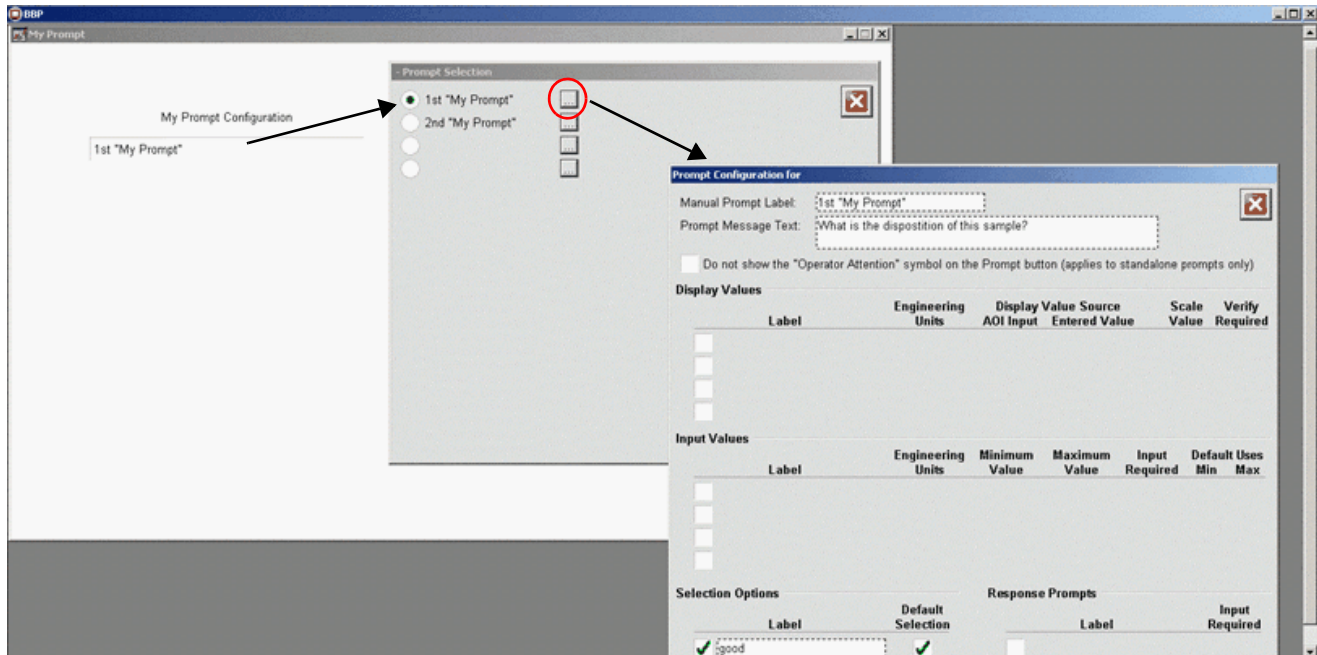 BBP
My Prompt
My Prompt Configuration
1st "My Prompt"
- Prompt Selection
1st "My Prompt" ...
2nd "My Prompt" ...
...
...
Prompt Configuration for
Manual Prompt Label: 1st "My Prompt"
Prompt Message Text: What is the dispostition of this sample?
Do not show the "Operator Attention" symbol on the Prompt button (applies to standalone prompts only)
Display Values
Engineering Display Value Source Scale Verify
Label Units AOI Input Entered Value Value Required
Input Values
Engineering Minimum Maximum Input Default Uses
Label Units Value Value Required Min Max
Selection Options Response Prompts
Default Input
Label Selection Label Required
good